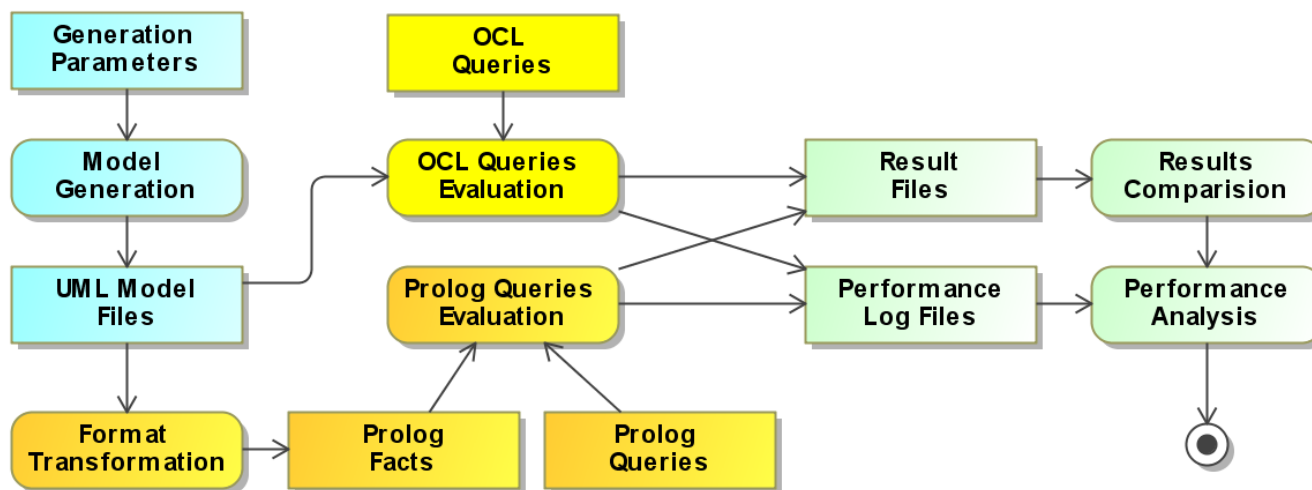 Generation
Parameters
OCL
Queries
Model
Generation
OCL Queries
Evaluation
Result
Files
Results
Comparision
UML Model
Files
Prolog Queries
Evaluation
Performance
Log Files
Performance
Analysis
Format
Transformation
Prolog
Facts
Prolog
Queries